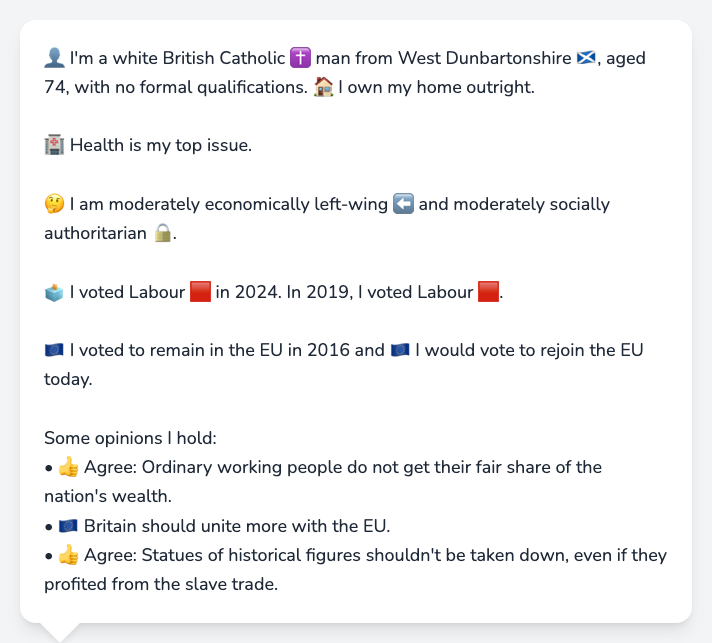 👤 I'm a white British Catholic ✝️ man from West Dunbartonshire 🏴󠁧󠁢󠁳󠁣󠁴󠁿, aged
74, with no formal qualifications. 🏠 I own my home outright.
🏥 Health is my top issue.
🤔 I am moderately economically left-wing ⬅️ and moderately socially
authoritarian 🔒.
🗳️ I voted Labour 🟥 in 2024. In 2019, I voted Labour 🟥.
🇪🇺 I voted to remain in the EU in 2016 and 🇪🇺 I would vote to rejoin the EU
today.
Some opinions I hold:
• 👍 Agree: Ordinary working people do not get their fair share of the
nation's wealth.
• 🇪🇺 Britain should unite more with the EU.
• 👍 Agree: Statues of historical figures shouldn't be taken down, even if they
profited from the slave trade.